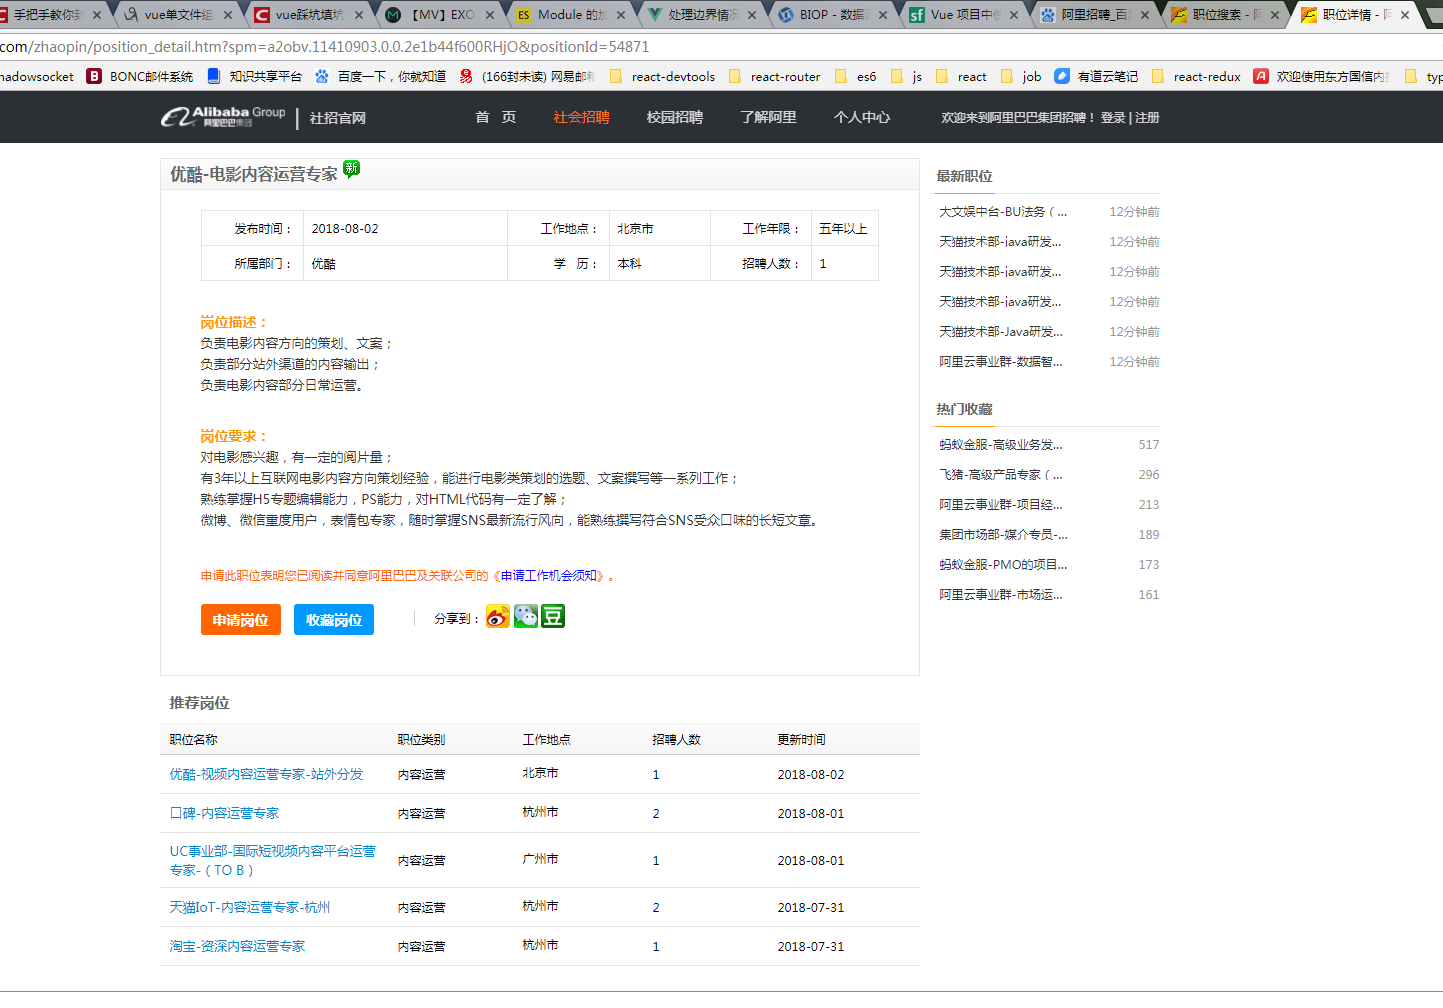 手把手教你封
vue单文件组
vue踩坑填坑
【MV】EXO
Module 的加
处理边界情况
BIOP - 数据
Vue 项目中使
阿里招聘_百度
职位搜索 - 阿
职位详情 - 阿
com/zhaopin/position_detail.htm?spm=a2obv.11410903.0.0.2e1b44f600RHjO&positionId=54871
hadowsocket
BONC邮件系统
知识共享平台
百度一下，你就知道
(166封未读) 网易邮箱
react-devtools
react-router
es6
js
react
job
有道云笔记
react-redux
欢迎使用东方国信内
typ
Alibaba Group
阿里巴巴集团
社招官网
首 页
社会招聘
校园招聘
了解阿里
个人中心
欢迎来到阿里巴巴集团招聘！ 登录 | 注册
优酷-电影内容运营专家 新
发布时间： 2018-08-02 工作地点： 北京市 工作年限： 五年以上
所属部门： 优酷 学 历： 本科 招聘人数： 1
岗位描述：
负责电影内容方向的策划、文案；
负责部分站外渠道的内容输出；
负责电影内容部分日常运营。
岗位要求：
对电影感兴趣，有一定的阅片量；
有3年以上互联网电影内容方向策划经验，能进行电影类策划的选题、文案撰写等一系列工作；
熟练掌握H5专题编辑能力，PS能力，对HTML代码有一定了解；
微博、微信重度用户，表情包专家，随时掌握SNS最新流行风向，能熟练撰写符合SNS受众口味的长短文章。
申请此职位表明您已阅读并同意阿里巴巴及关联公司的《申请工作机会须知》。
申请岗位 收藏岗位 分享到： 豆
最新职位
大文娱中台-BU法务（... 12分钟前
天猫技术部-java研发... 12分钟前
天猫技术部-java研发... 12分钟前
天猫技术部-java研发... 12分钟前
天猫技术部-Java研发... 12分钟前
阿里云事业群-数据智... 12分钟前
热门收藏
蚂蚁金服-高级业务发... 517
飞猪-高级产品专家（... 296
阿里云事业群-项目经... 213
集团市场部-媒介专员-... 189
蚂蚁金服-PMO的项目... 173
阿里云事业群-市场运... 161
推荐岗位
职位名称 职位类别 工作地点 招聘人数 更新时间
优酷-视频内容运营专家-站外分发 内容运营 北京市 1 2018-08-02
口碑-内容运营专家 内容运营 杭州市 2 2018-08-01
UC事业部-国际短视频内容平台运营
专家-（TO B） 内容运营 广州市 1 2018-08-01
天猫IoT-内容运营专家-杭州 内容运营 杭州市 2 2018-07-31
淘宝-资深内容运营专家 内容运营 杭州市 1 2018-07-31